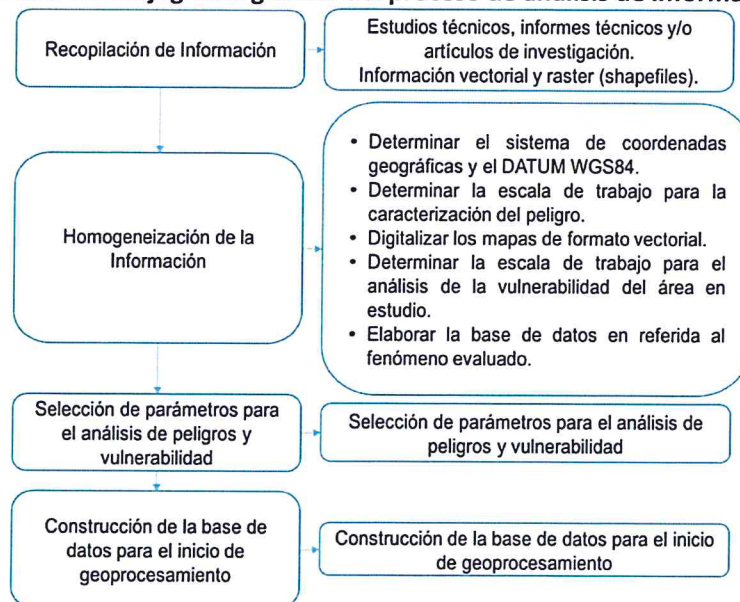 general proceso de análisis de
Recopilación de Información
Estudios técnicos, informes técnicos y/o
artículos de investigación.
Información vectorial y raster (shapefiles).
Homogeneización de la
Información
• Determinar el sistema de coordenadas
geográficas y el DATUM WGS84.
• Determinar la escala de trabajo para la
caracterización del peligro.
• Digitalizar los mapas de formato vectorial.
• Determinar la escala de trabajo para el
análisis de la vulnerabilidad del área en
estudio.
• Elaborar la base de datos en referida al
fenómeno evaluado.
Selección de parámetros para
el análisis de peligros y
vulnerabilidad
Selección de parámetros para el análisis de
peligros y vulnerabilidad
Construcción de la base de
datos para el inicio de
geoprocesamiento
Construcción de la base de datos para el inicio
de geoprocesamiento